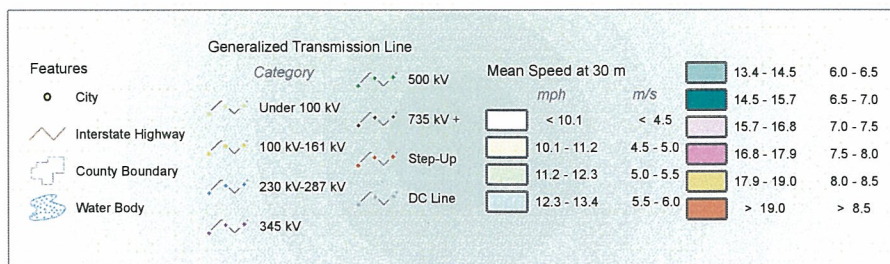 Features
City
Interstate Highway
County Boundary
Water Body
Generalized Transmission Line
Category
Under 100 kV
100 kV-161 kV
230 kV-287 kV
345 kV
500 kV
735 kV +
Step-Up
DC Line
Mean Speed at 30 m
mph m/s
< 10.1 < 4.5
10.1 - 11.2 4.5 - 5.0
11.2 - 12.3 5.0 - 5.5
12.3 - 13.4 5.5 - 6.0
13.4 - 14.5 6.0 - 6.5
14.5 - 15.7 6.5 - 7.0
15.7 - 16.8 7.0 - 7.5
16.8 - 17.9 7.5 - 8.0
17.9 - 19.0 8.0 - 8.5
> 19.0 > 8.5